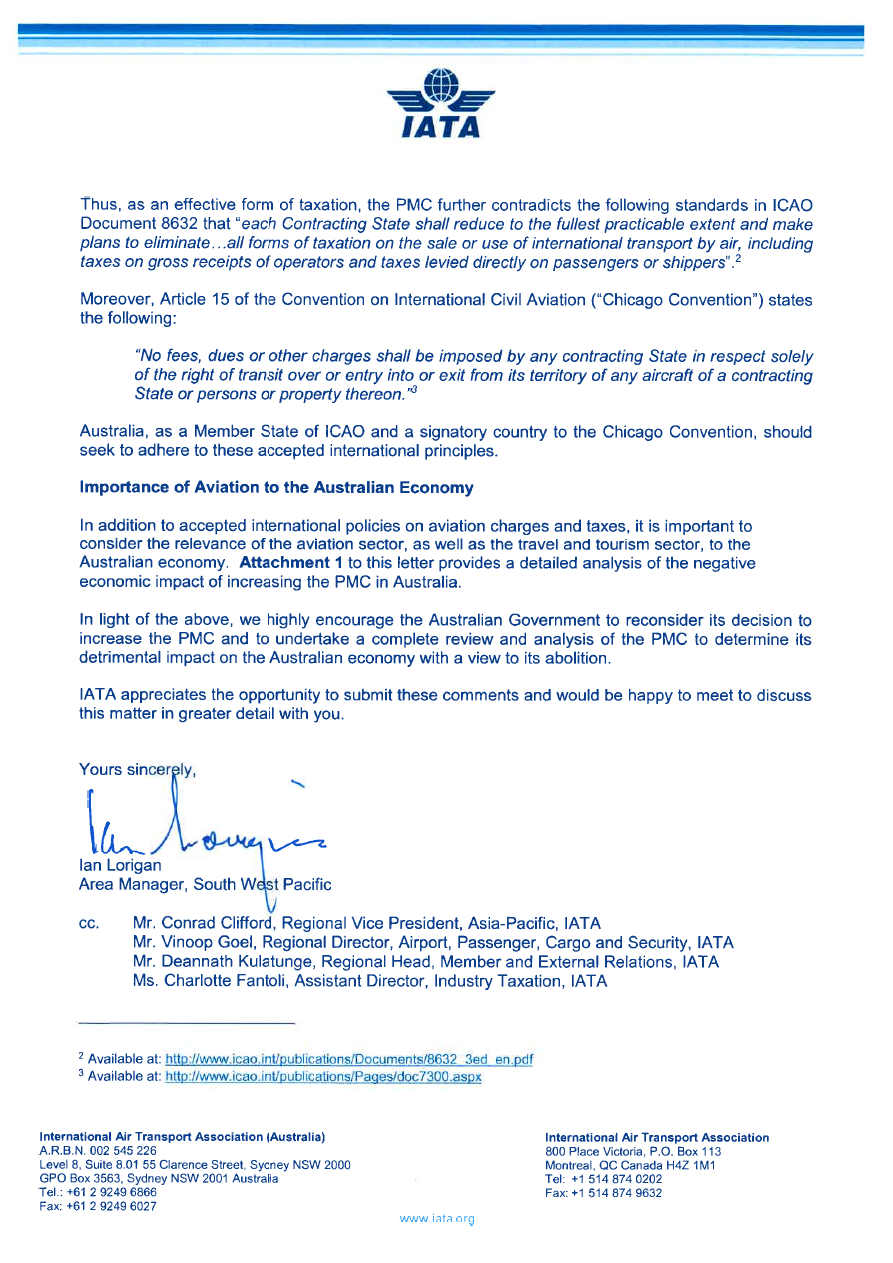 IATA
Thus, as an effective form of taxation, the PMC further contradicts the following standards in ICAO
Document 8632 that “each Contracting State shall reduce to the fullest practicable extent and make
plans to eliminate…all forms of taxation on the sale or use of international transport by air, including
taxes on gross receipts of operators and taxes levied directly on passengers or shippers”.2
Moreover, Article 15 of the Convention on International Civil Aviation (“Chicago Convention”) states
the following:
“No fees, dues or other charges shall be imposed by any contracting State in respect solely
of the right of transit over or entry into or exit from its territory of any aircraft of a contracting
State or persons or property thereon.”3
Australia, as a Member State of ICAO and a signatory country to the Chicago Convention, should
seek to adhere to these accepted international principles.
Importance of Aviation to the Australian Economy
In addition to accepted international policies on aviation charges and taxes, it is important to
consider the relevance of the aviation sector, as well as the travel and tourism sector, to the
Australian economy. Attachment 1 to this letter provides a detailed analysis of the negative
economic impact of increasing the PMC in Australia.
In light of the above, we highly encourage the Australian Government to reconsider its decision to
increase the PMC and to undertake a complete review and analysis of the PMC to determine its
detrimental impact on the Australian economy with a view to its abolition.
IATA appreciates the opportunity to submit these comments and would be happy to meet to discuss
this matter in greater detail with you.
Yours sincerely,
Ian Lorigan
Ian Lorigan
Area Manager, South West Pacific
cc. Mr. Conrad Clifford, Regional Vice President, Asia-Pacific, IATA
Mr. Vinoop Goel, Regional Director, Airport, Passenger, Cargo and Security, IATA
Mr. Deannath Kulatunge, Regional Head, Member and External Relations, IATA
Ms. Charlotte Fantoli, Assistant Director, Industry Taxation, IATA
2 Available at: http://www.icao.int/publications/Documents/8632_3ed_en.pdf
3 Available at: http://www.icao.int/publications/Pages/doc7300.aspx
International Air Transport Association (Australia)
A.R.B.N. 002 545 226
Level 8, Suite 8.01 55 Clarence Street, Sycney NSW 2000
GPO Box 3563, Sydney NSW 2001 Australia
Tel.: +61 2 9249 6866
Fax: +61 2 9249 6027
International Air Transport Association
800 Place Victoria, P.O. Box 113
Montreal, QC Canada H4Z 1M1
Tel: +1 514 874 0202
Fax: +1 514 874 9632
www.iata.org